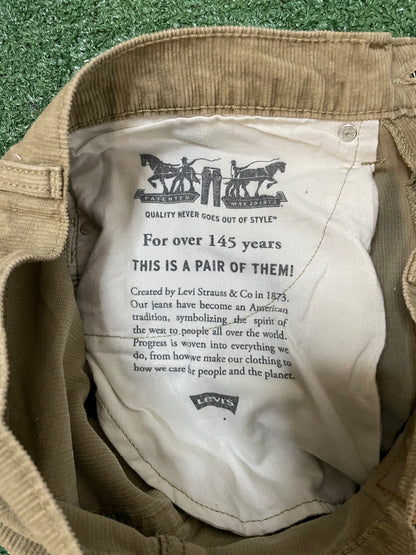 PATENTED MAY 20 1873
QUALITY NEVER GOES OUT OF STYLE™
For over 145 years
THIS IS A PAIR OF THEM!
Created by Levi Strauss & Co in 1873.
Our jeans have become an American
tradition, symbolizing the spirit of
the west to people all over the world.
Progress is woven into everything we
do, from how we make our clothing to
how we care for people and the planet.
LEVI'S